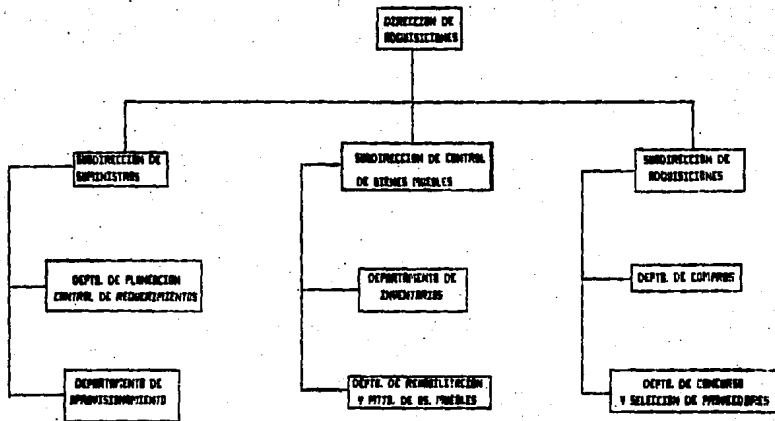 DIRECCION DE
ADQUISICIONES
SUBDIRECCION DE
SUMINISTROS
SUBDIRECCION DE CONTROL
DE BIENES MUEBLES
SUBDIRECCION DE
ADQUISICIONES
DEPTO. DE PLANEACION
CONTROL DE REQUERIMIENTOS
DEPARTAMENTO DE
INVENTARIOS
DEPTO. DE COMPRAS
DEPARTAMENTO DE
APROVISIONAMIENTO
DEPTO. DE REHABILITACION
Y MTTO. DE BS. MUEBLES
DEPTO. DE CONCURSO
Y SELECCION DE PROVEEDORES